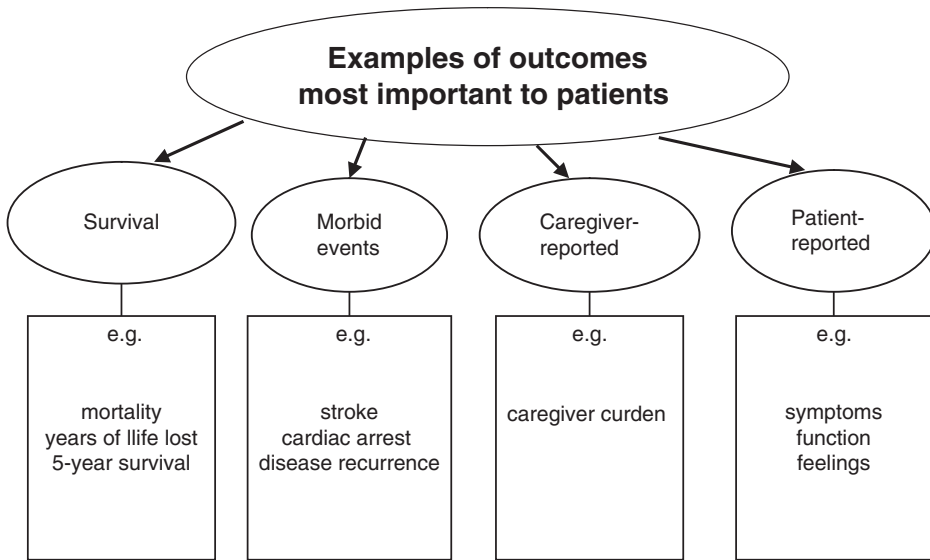 Examples of outcomes
most important to patients
Survival
Morbid
events
Caregiver-
reported
Patient-
reported
e.g.
mortality
years of llife lost
5-year survival
e.g.
stroke
cardiac arrest
disease recurrence
e.g.
caregiver curden
e.g.
symptoms
function
feelings